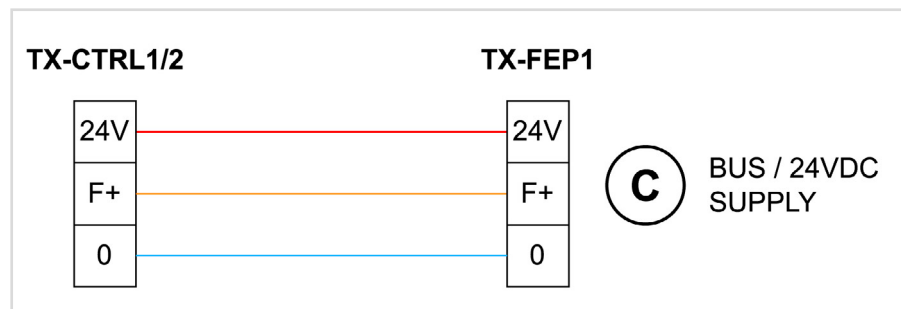 TX-CTRL1/2
TX-FEP1
24V
24V
F+
F+
0
0
C
BUS / 24VDC
SUPPLY